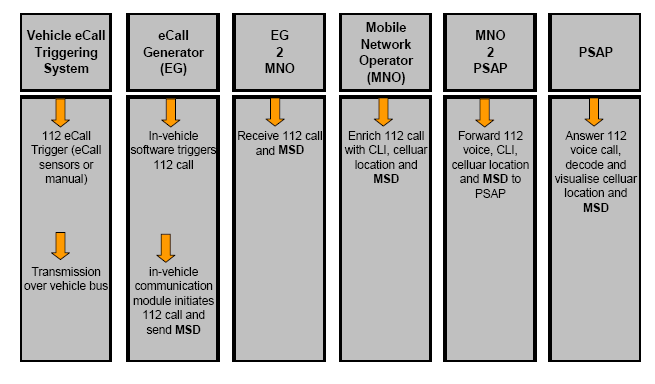 Vehicle eCall
Triggering
System
eCall
Generator
(EG)
EG
2
MNO
Mobile
Network
Operator
(MNO)
MNO
2
PSAP
PSAP
112 eCall
Trigger (eCall
sensors or
manual)
Transmission
over vehicle bus
In-vehicle
software triggers
112 call
in-vehicle
communication
module initiates
112 call and
send MSD
Receive 112 call
and MSD
Enrich 112 call
with CLI, celluar
location and
MSD
Forward 112
voice, CLI,
celluar location
and MSD to
PSAP
Answer 112
voice call,
decode and
visualise celluar
location and
MSD